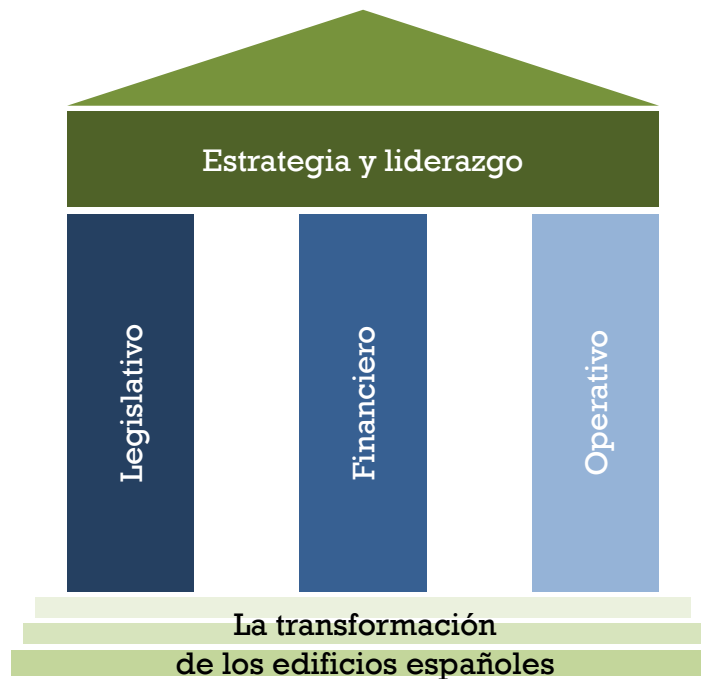 Estrategia y liderazgo
Legislativo
Financiero
Operativo
La transformación
de los edificios españoles